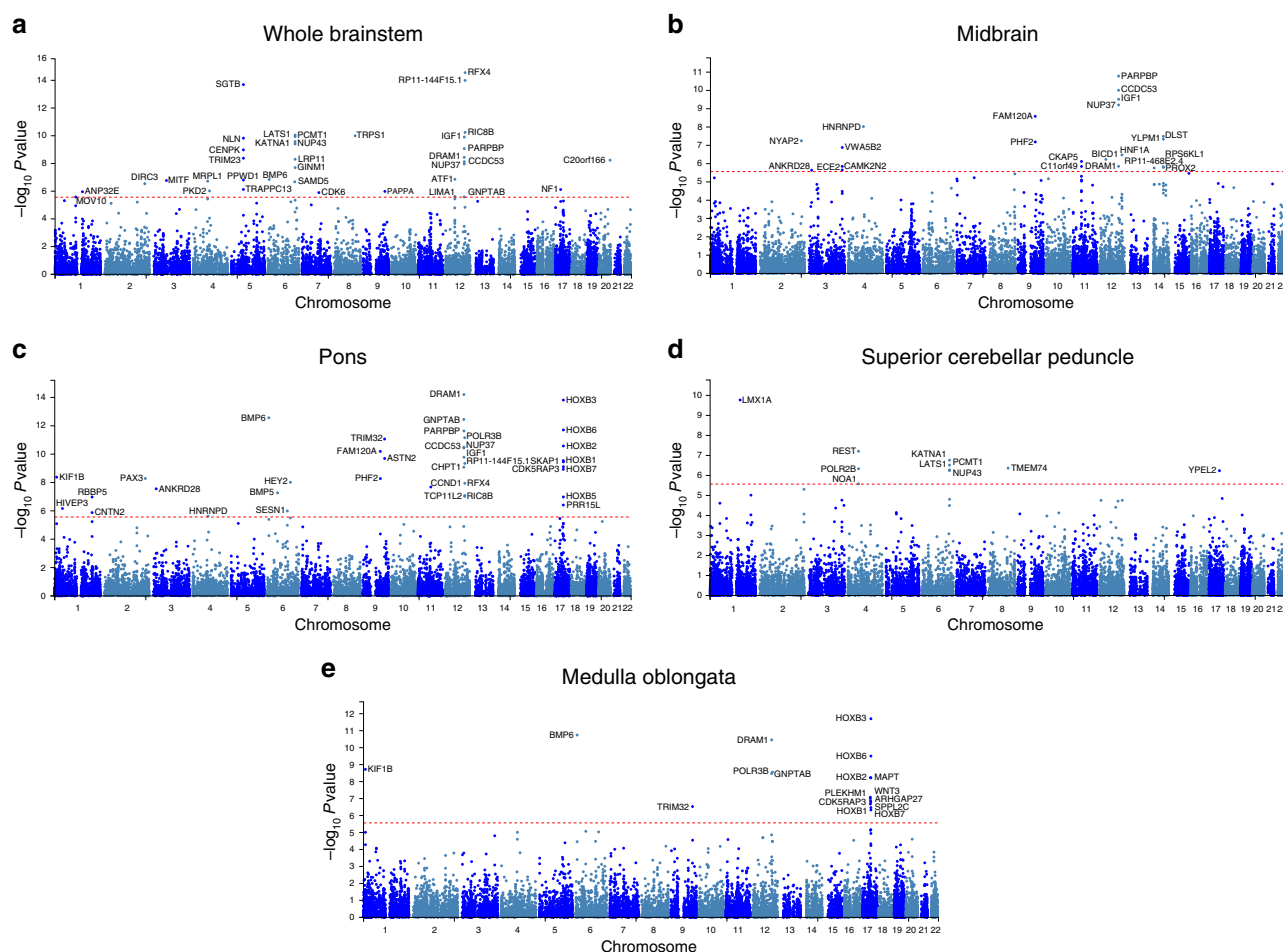 a
Whole brainstem
16
14
12
10
8
6
4
2
0
–log10 Pvalue
RFX4
RP11-144F15.1
SGTB
RIC8B
IGF1
NLN
LATS1
PCMT1
TRPS1
KATNA1
NUP43
CENPK
PARPBP
TRIM23
LRP11
DRAM1
CCDC53
C20orf166
GINM1
NUP37
DIRC3
MITF
MRPL1
PPWD1
BMP6
SAMD5
ATF1
ANP32E
PKD2
TRAPPC13
CDK6
PAPPA
LIMA1
GNPTAB
NF1
MOV10
1 2 3 4 5 6 7 8 9 10 11 12 13 14 15 16 17 18 19 20 21 22
Chromosome
b
Midbrain
11
10
9
8
7
6
5
4
3
2
1
0
–log10 Pvalue
PARPBP
CCDC53
IGF1
NUP37
FAM120A
HNRNPD
NYAP2
PHF2
YLPM1
DLST
VWA5B2
HNF1A
BICD1
RPS6KL1
CKAP5
RP11-468E2.4
ANKRD28
ECE2
CAMK2N2
C11orf49
DRAM1
PROX2
1 2 3 4 5 6 7 8 9 10 11 12 13 14 15 16 17 18 19 20 21 2
Chromosome
c
Pons
14
12
10
8
6
4
2
0
–log10 Pvalue
DRAM1
HOXB3
BMP6
GNPTAB
PARPBP
HOXB6
TRIM32
POLR3B
CCDC53
NUP37
HOXB2
FAM120A
ASTN2
IGF1
RP11-144F15.1
SKAP1
HOXB1
CHPT1
CDK5RAP3
HOXB7
KIF1B
PAX3
HEY2
PHF2
CCND1
RFX4
ANKRD28
RBBP5
BMP5
TCP11L2
RIC8B
HOXB5
HIVEP3
CNTN2
HNRNPD
SESN1
PRR15L
1 2 3 4 5 6 7 8 9 10 11 12 13 14 15 16 17 18 19 20 21 22
Chromosome
d
Superior cerebellar peduncle
10
9
8
7
6
5
4
3
2
1
0
–log10 Pvalue
LMX1A
REST
KATNA1
LATS1
PCMT1
POLR2B
NUP43
TMEM74
YPEL2
NOA1
1 2 3 4 5 6 7 8 9 10 11 12 13 14 15 16 17 18 19 20 21 2
Chromosome
e
Medulla oblongata
12
11
10
9
8
7
6
5
4
3
2
1
0
–log10 Pvalue
HOXB3
BMP6
DRAM1
HOXB6
KIF1B
POLR3B
GNPTAB
HOXB2
MAPT
PLEKHM1
WNT3
TRIM32
CDK5RAP3
ARHGAP27
SPPL2C
HOXB1
HOXB7
1 2 3 4 5 6 7 8 9 10 11 12 13 14 15 16 17 18 19 20 21 22
Chromosome